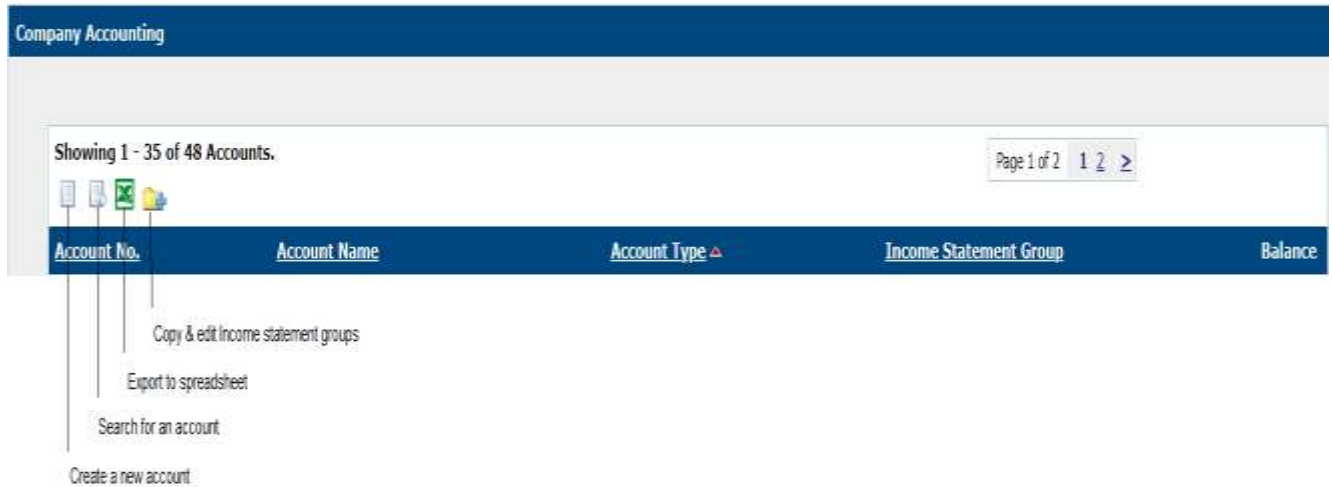 Company Accounting
Showing 1 - 35 of 48 Accounts.
Page 1 of 2 1 2 >
Account No. Account Name Account Type Income Statement Group Balance
Copy & edit Income statement groups
Export to spreadsheet
Search for an account
Create a new account